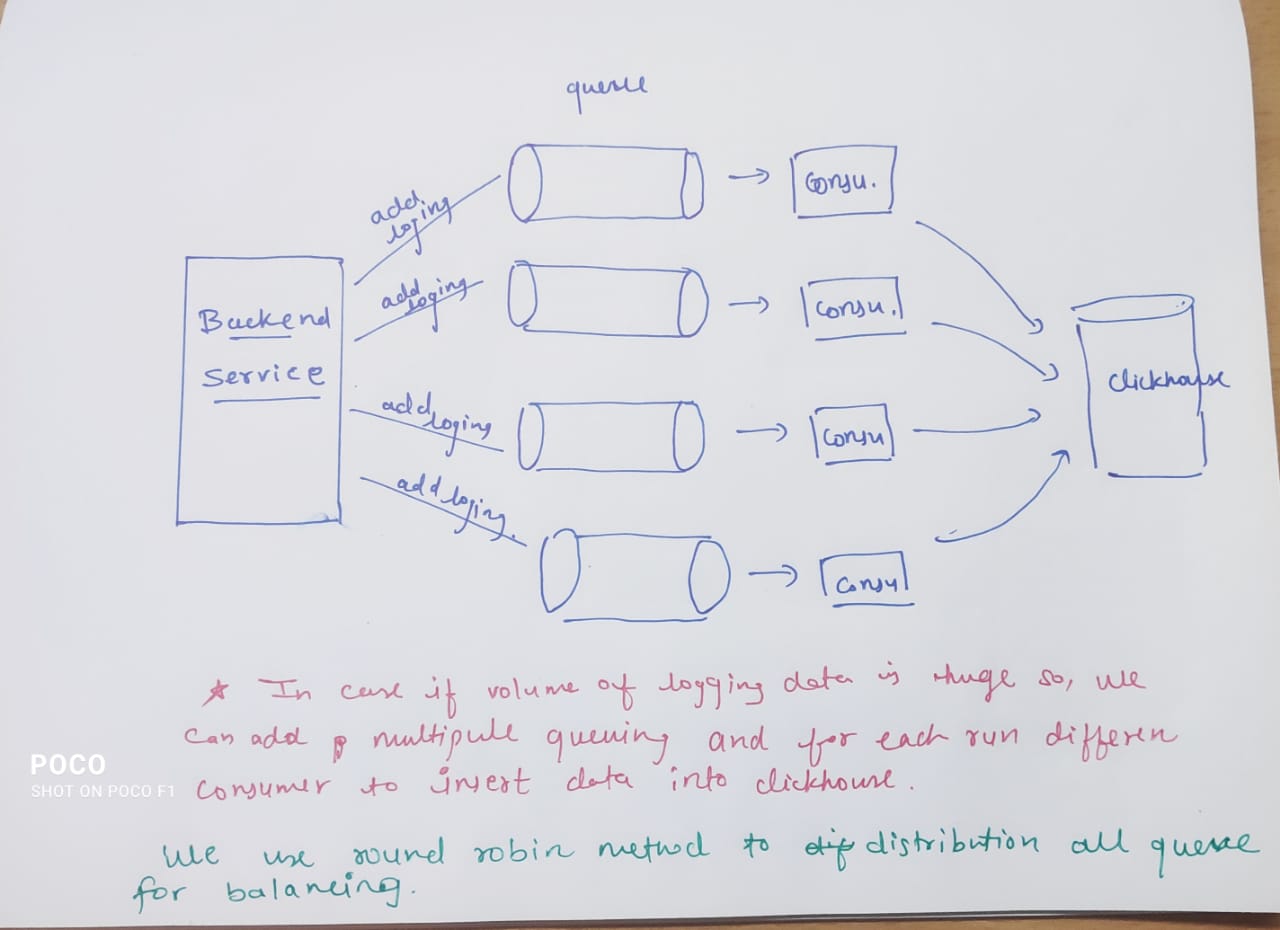 queue
add loging
Consu.
add loging
Backend
Service
Consu.
Clickhouse
add loging
Consu
add loging.
Consu
* In case if volume of logging data is huge so, we
can add multipule queuing and for each run differen
consumer to insert data into clickhouse.
We use round robin method to dif distribution all queue
for balancing.
POCO
SHOT ON POCO F1